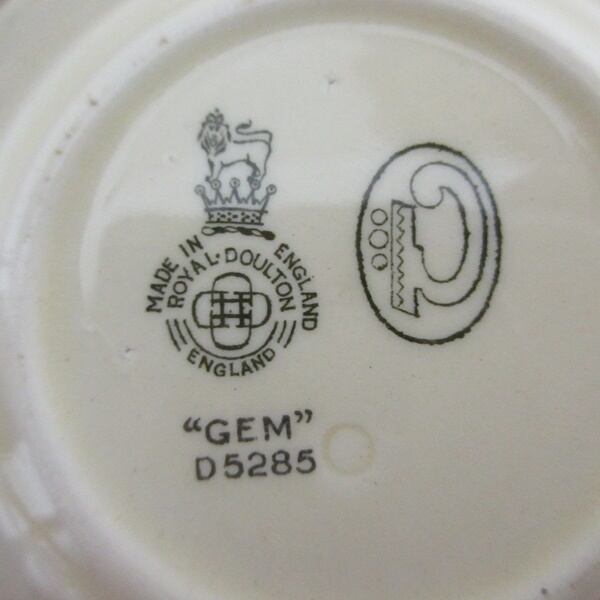 MADE IN ENGLAND
ROYAL·DOULTON
ENGLAND
“GEM”
D5285